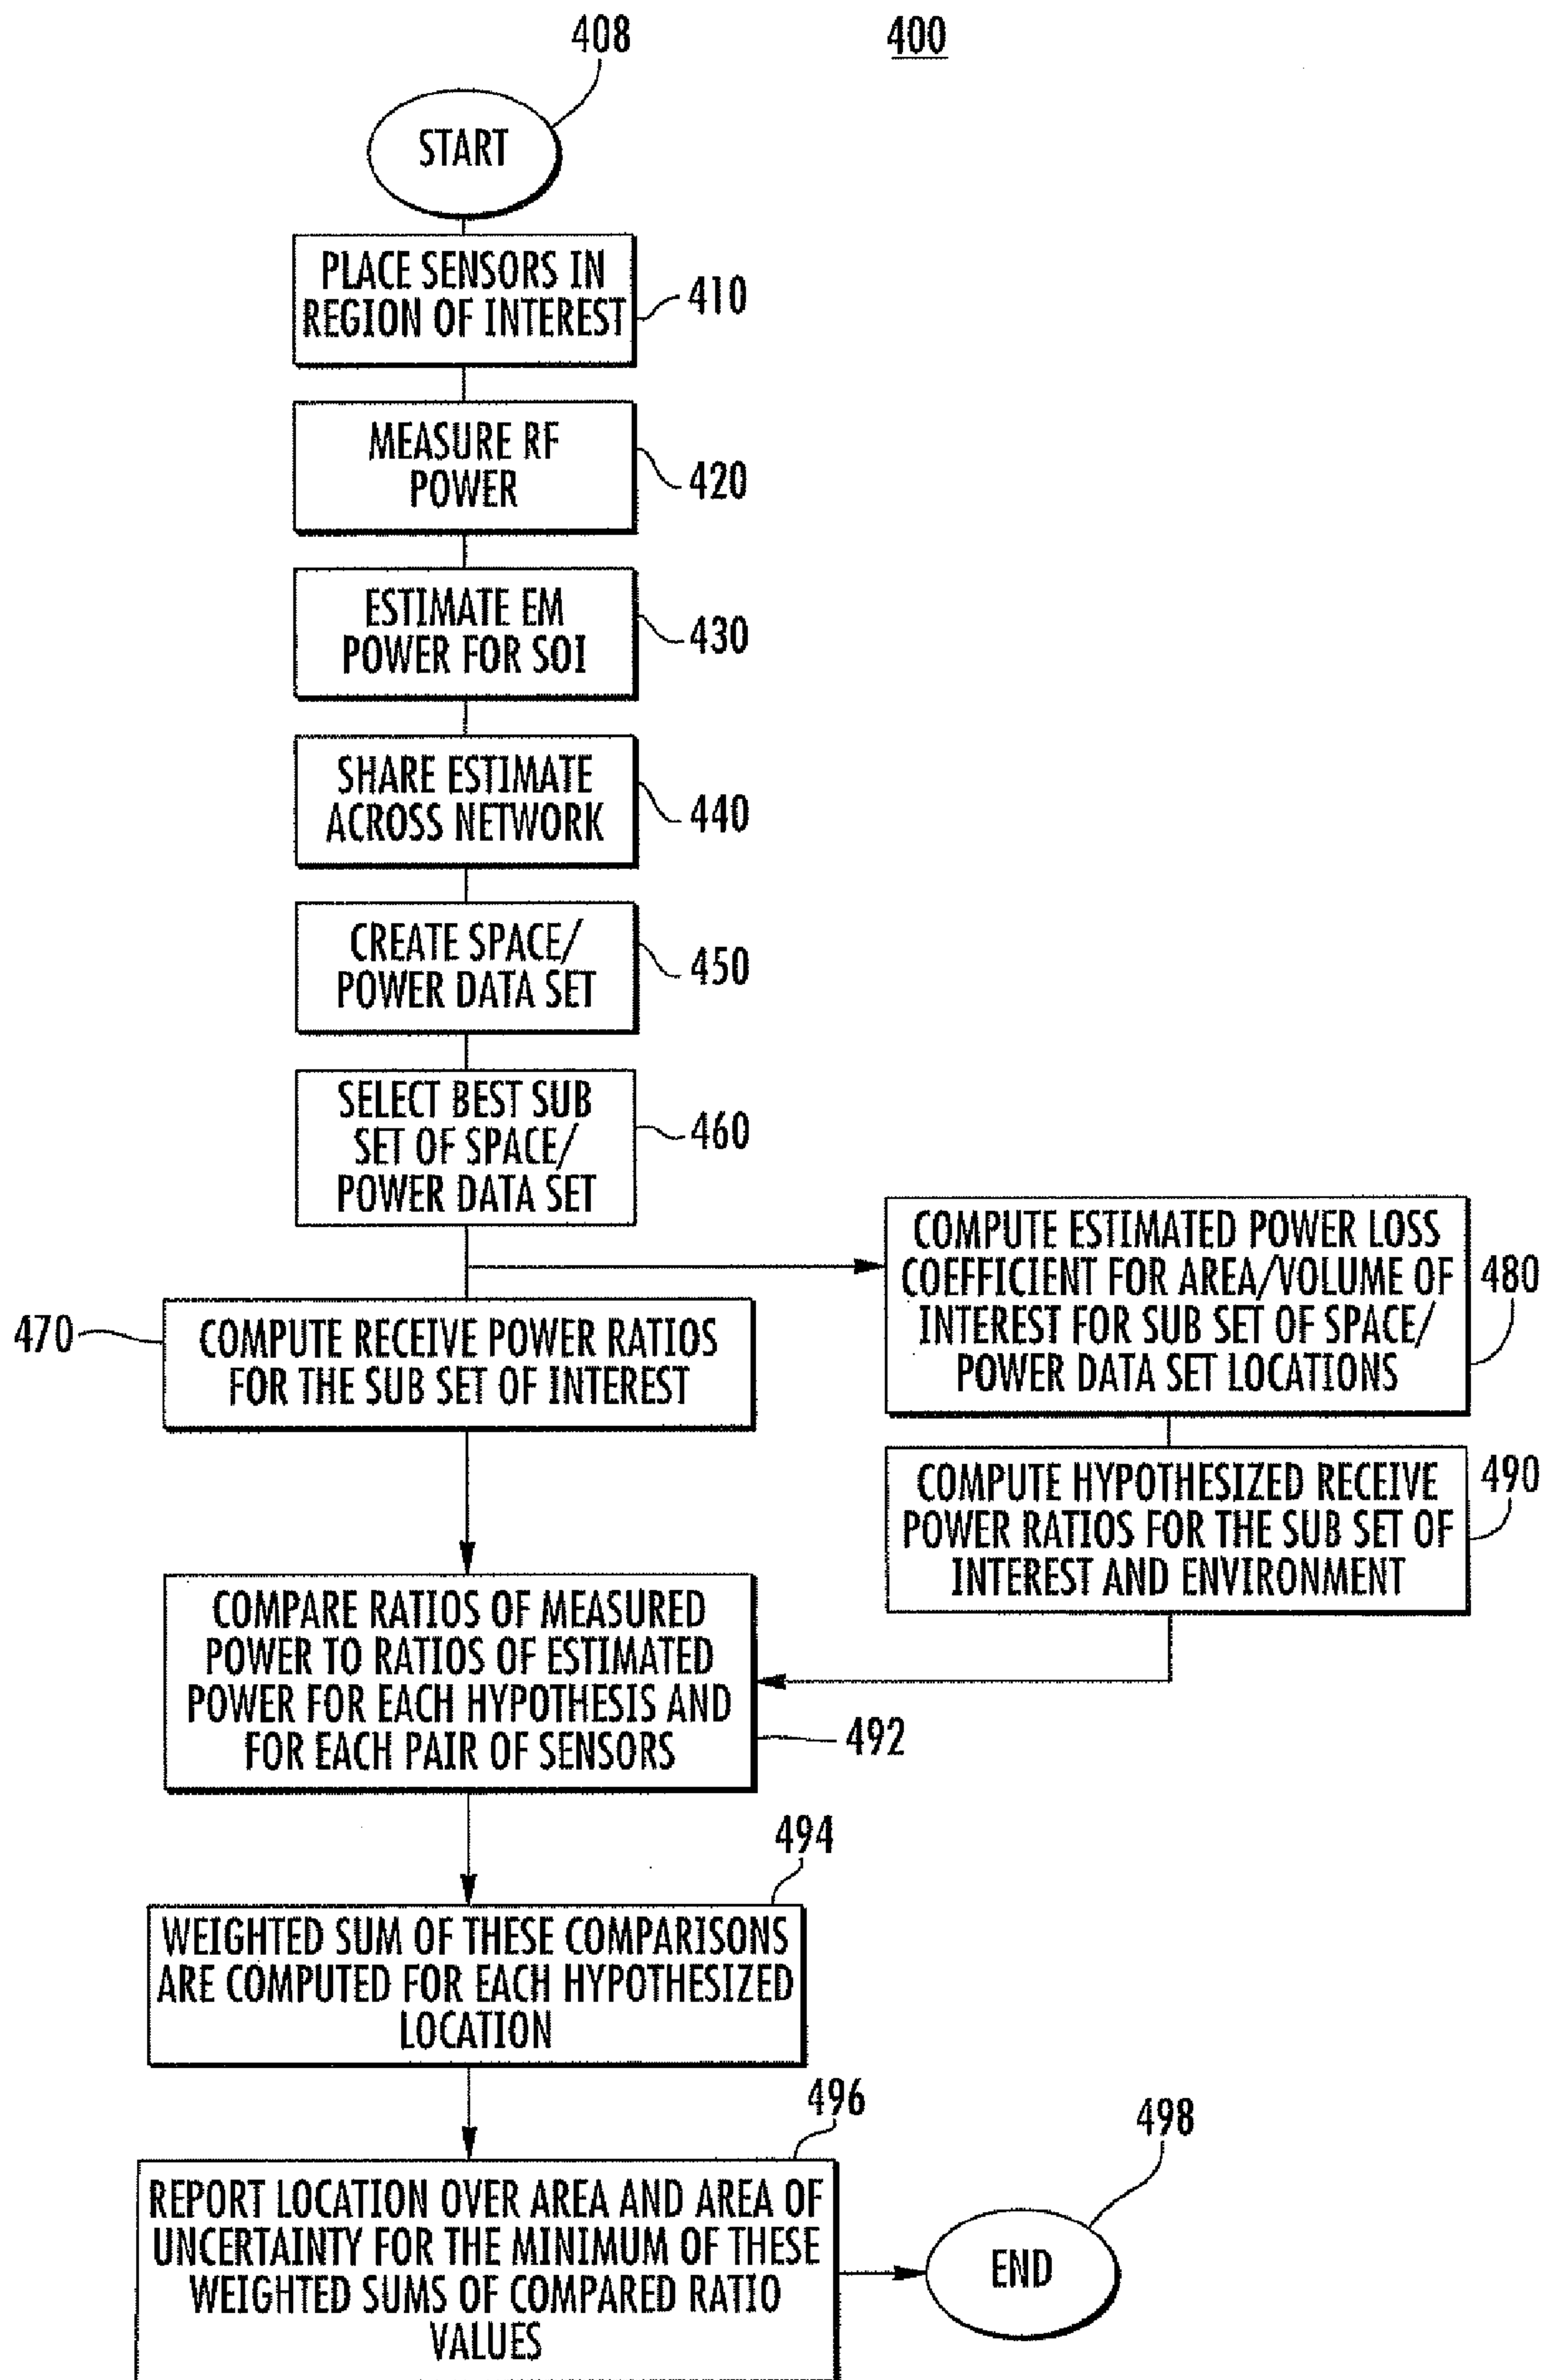 408
400
START
PLACE SENSORS IN
REGION OF INTEREST
410
MEASURE RF
POWER
420
ESTIMATE EM
POWER FOR SOI
430
SHARE ESTIMATE
ACROSS NETWORK
440
CREATE SPACE/
POWER DATA SET
450
SELECT BEST SUB
SET OF SPACE/
POWER DATA SET
460
470
COMPUTE RECEIVE POWER RATIOS
FOR THE SUB SET OF INTEREST
COMPUTE ESTIMATED POWER LOSS
COEFFICIENT FOR AREA/VOLUME OF
INTEREST FOR SUB SET OF SPACE/
POWER DATA SET LOCATIONS
480
COMPUTE HYPOTHESIZED RECEIVE
POWER RATIOS FOR THE SUB SET OF
INTEREST AND ENVIRONMENT
490
COMPARE RATIOS OF MEASURED
POWER TO RATIOS OF ESTIMATED
POWER FOR EACH HYPOTHESIS AND
FOR EACH PAIR OF SENSORS
492
494
WEIGHTED SUM OF THESE COMPARISONS
ARE COMPUTED FOR EACH HYPOTHESIZED
LOCATION
496
REPORT LOCATION OVER AREA AND AREA OF
UNCERTAINTY FOR THE MINIMUM OF THESE
WEIGHTED SUMS OF COMPARED RATIO
VALUES
498
END